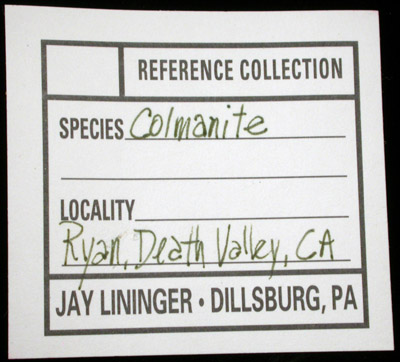 REFERENCE COLLECTION
SPECIES Colmanite
LOCALITY
Ryan, Death Valley, CA
JAY LININGER • DILLSBURG, PA